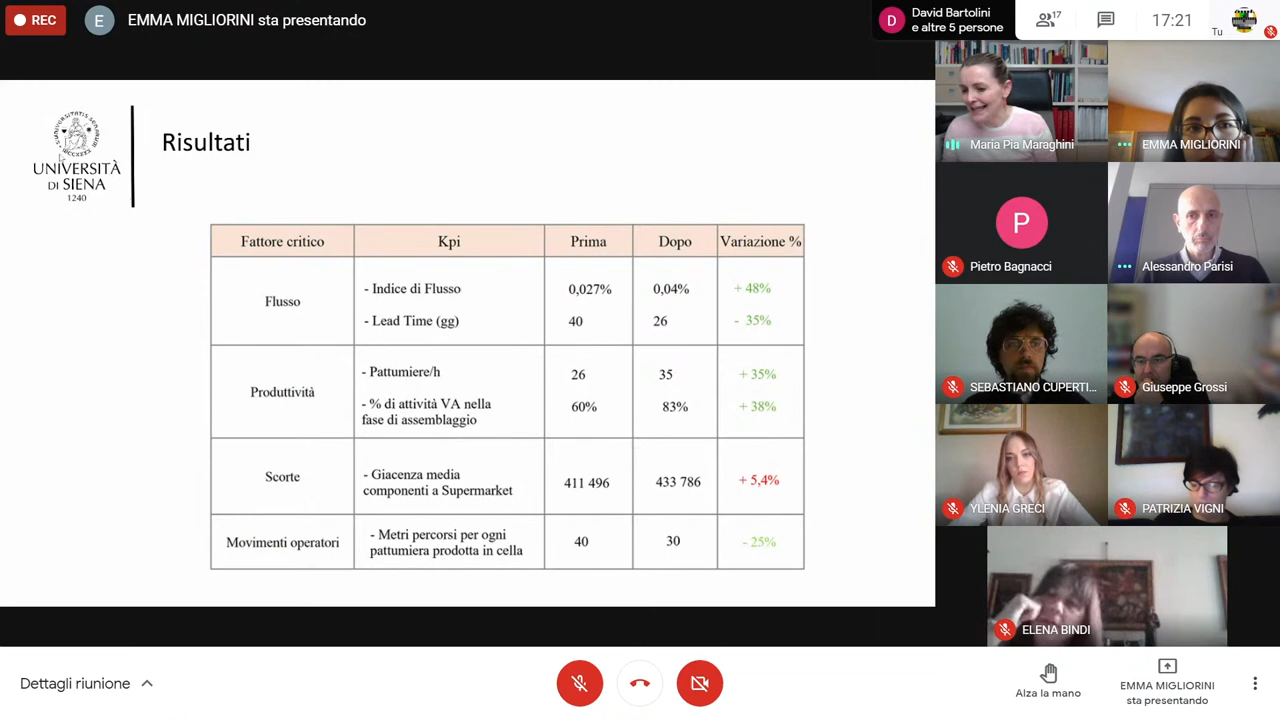 REC
E
EMMA MIGLIORINI sta presentando
D
David Bartolini
e altre 5 persone
17
17:21
Tu
UNIVERSITÀ
DI SIENA
1240
Risultati
Fattore critico Kpi Prima Dopo Variazione %
Flusso
- Indice di Flusso 0,027% 0,04% + 48%
- Lead Time (gg) 40 26 - 35%
Produttività
- Pattumiere/h 26 35 + 35%
- % di attività VA nella
fase di assemblaggio 60% 83% + 38%
Scorte
- Giacenza media
componenti a Supermarket 411 496 433 786 + 5,4%
Movimenti operatori
- Metri percorsi per ogni
pattumiera prodotta in cella 40 30 - 25%
Maria Pia Maraghini
EMMA MIGLIORINI
P
Pietro Bagnacci
Alessandro Parisi
SEBASTIANO CUPERTI...
Giuseppe Grossi
YLENIA GRECI
PATRIZIA VIGNI
ELENA BINDI
Dettagli riunione
Alza la mano
EMMA MIGLIORINI
sta presentando